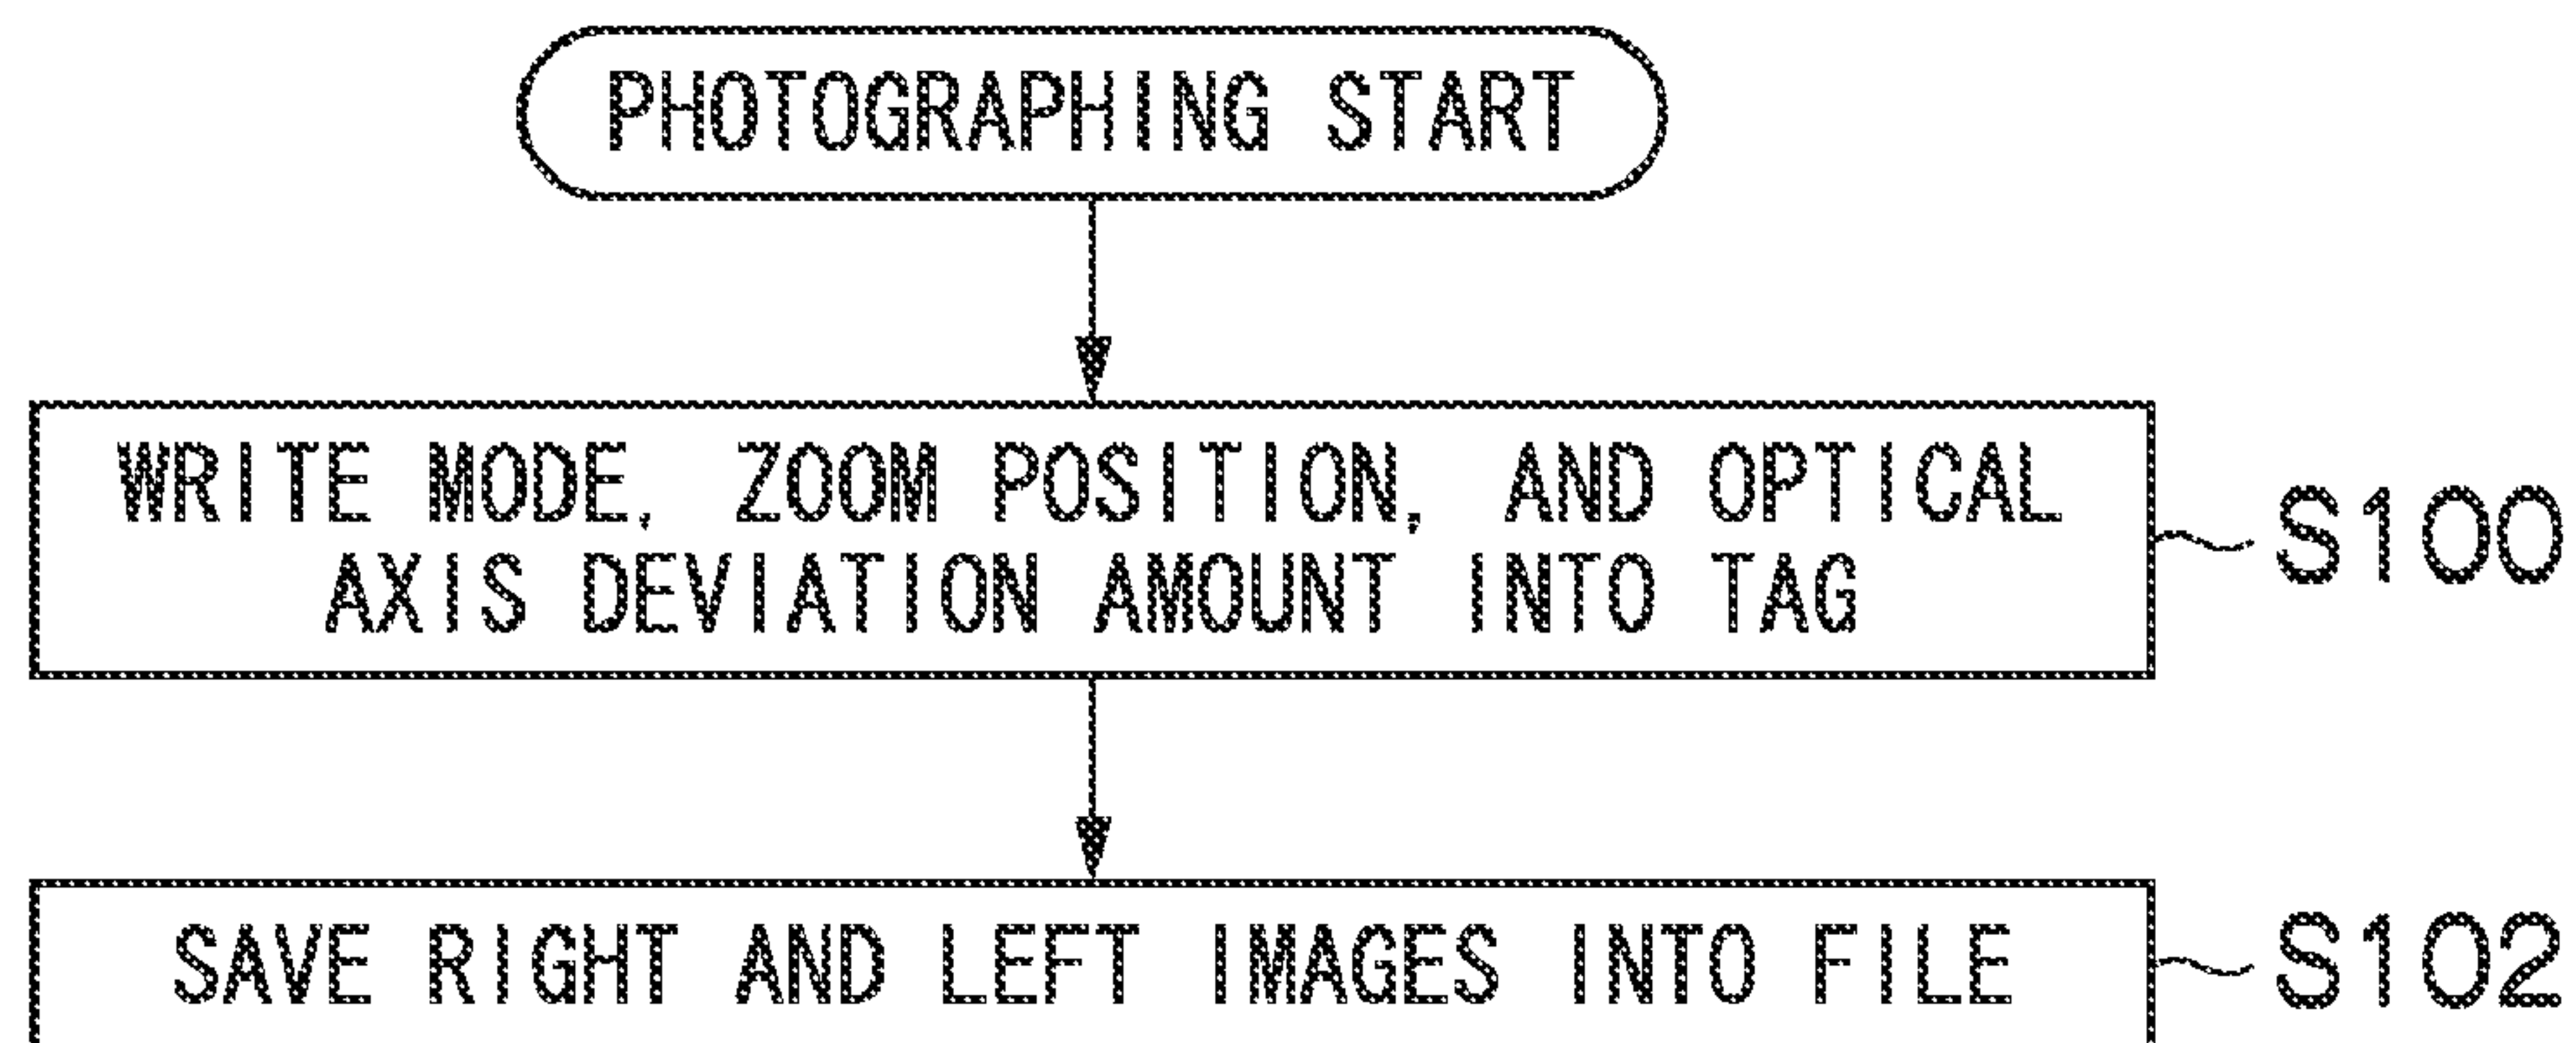 PHOTOGRAPHING START
WRITE MODE, ZOOM POSITION, AND OPTICAL
AXIS DEVIATION AMOUNT INTO TAG
S100
SAVE RIGHT AND LEFT IMAGES INTO FILE
S102